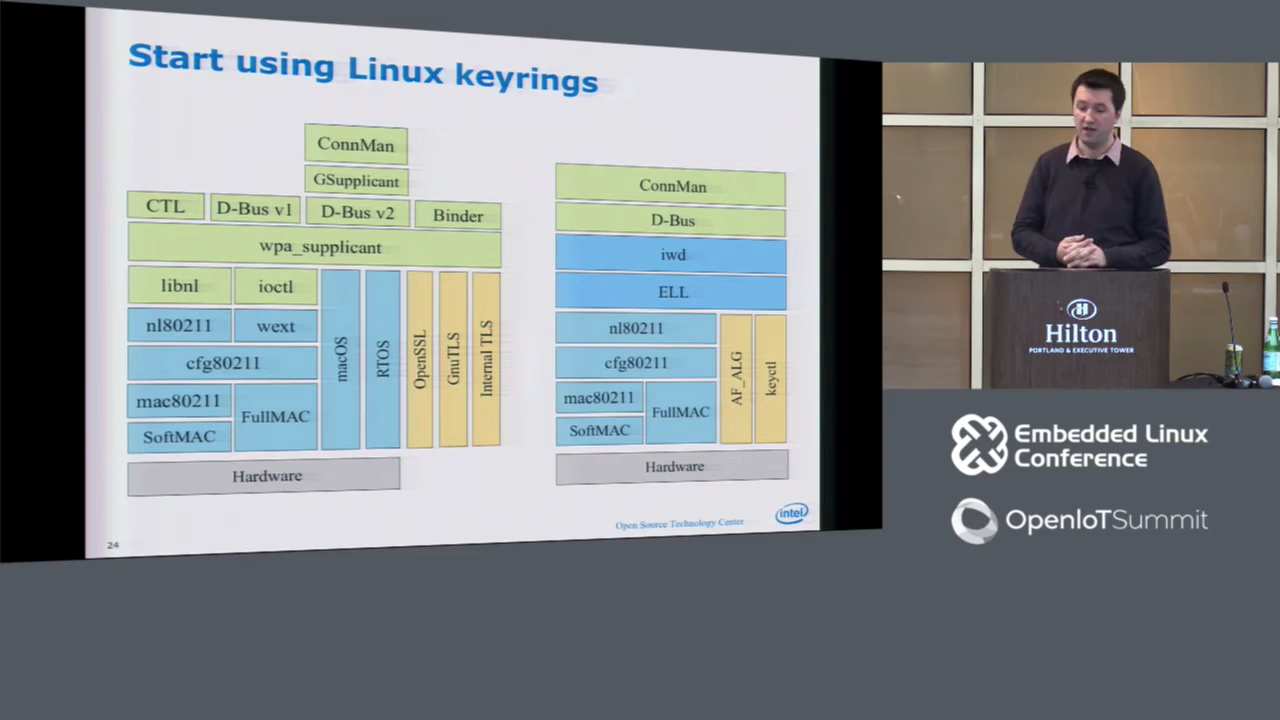 Start using Linux keyrings
ConnMan
GSupplicant
CTL
D-Bus v1
D-Bus v2
Binder
wpa_supplicant
libnl
ioctl
nl80211
wext
cfg80211
mac80211
FullMAC
SoftMAC
macOS
RTOS
OpenSSL
GnuTLS
Internal TLS
Hardware
ConnMan
D-Bus
iwd
ELL
nl80211
cfg80211
mac80211
FullMAC
SoftMAC
AF_ALG
keyctl
Hardware
Open Source Technology Center
intel
24
H
Hilton
PORTLAND & EXECUTIVE TOWER
Embedded Linux
Conference
OpenIoTSummit